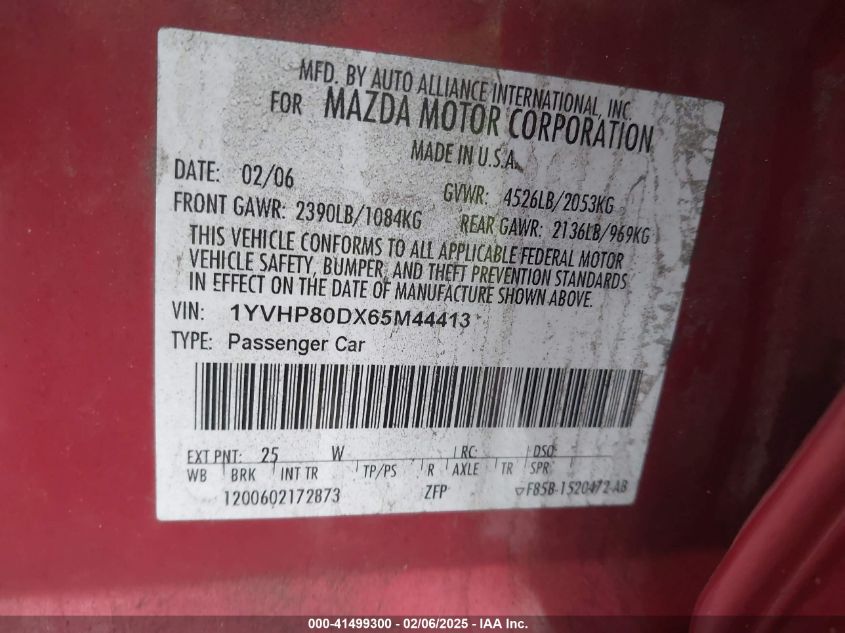 MFD. BY AUTO ALLIANCE INTERNATIONAL, INC.
FOR MAZDA MOTOR CORPORATION
MADE IN U.S.A.
DATE: 02/06 GVWR: 4526LB/2053KG
FRONT GAWR: 2390LB/1084KG REAR GAWR: 2136LB/969KG
THIS VEHICLE CONFORMS TO ALL APPLICABLE FEDERAL MOTOR
VEHICLE SAFETY, BUMPER, AND THEFT PREVENTION STANDARDS
IN EFFECT ON THE DATE OF MANUFACTURE SHOWN ABOVE.
VIN: 1YVHP80DX65M44413
TYPE: Passenger Car
EXT PNT: 25 W RC: DSO:
WB BRK INT TR TP/PS R AXLE TR SPR
1200602172873 ZFP F85B-1520472-AB
000-41499300 - 02/06/2025 - IAA Inc.